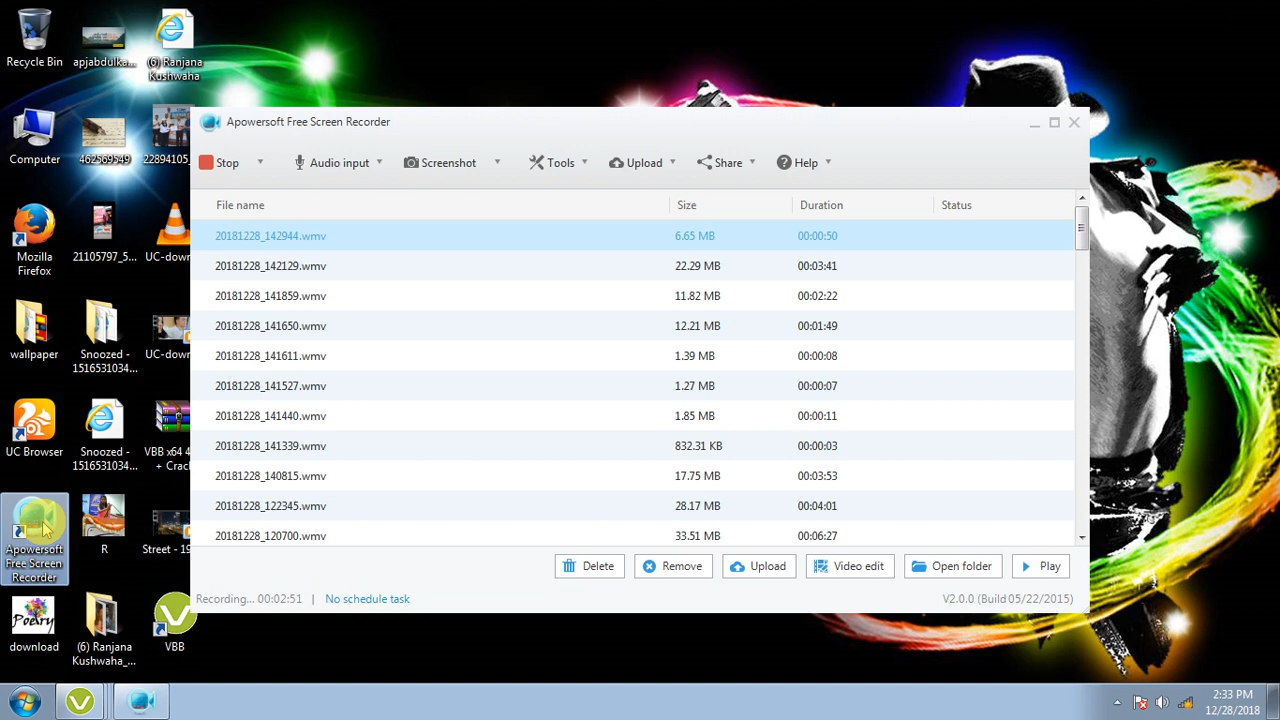 Recycle Bin
apjabdulka...
(6) Ranjana
Kushwaha
Computer
462569549
22894105_
Mozilla
Firefox
21105797_5...
UC-down
wallpaper
Snoozed -
1516531034...
UC-down
UC Browser
Snoozed -
1516531034...
VBB x64 4
+ Crack
Apowersoft
Free Screen
Recorder
R
Street - 19
Poetry
download
(6) Ranjana
Kushwaha_...
VBB
Apowersoft Free Screen Recorder
Stop
Audio input
Screenshot
Tools
Upload
Share
Help
File name Size Duration Status
20181228_142944.wmv 6.65 MB 00:00:50
20181228_142129.wmv 22.29 MB 00:03:41
20181228_141859.wmv 11.82 MB 00:02:22
20181228_141650.wmv 12.21 MB 00:01:49
20181228_141611.wmv 1.39 MB 00:00:08
20181228_141527.wmv 1.27 MB 00:00:07
20181228_141440.wmv 1.85 MB 00:00:11
20181228_141339.wmv 832.31 KB 00:00:03
20181228_140815.wmv 17.75 MB 00:03:53
20181228_122345.wmv 28.17 MB 00:04:01
20181228_120700.wmv 33.51 MB 00:06:27
Delete
Remove
Upload
Video edit
Open folder
Play
Recording... 00:02:51 | No schedule task
V2.0.0 (Build 05/22/2015)
2:33 PM
12/28/2018